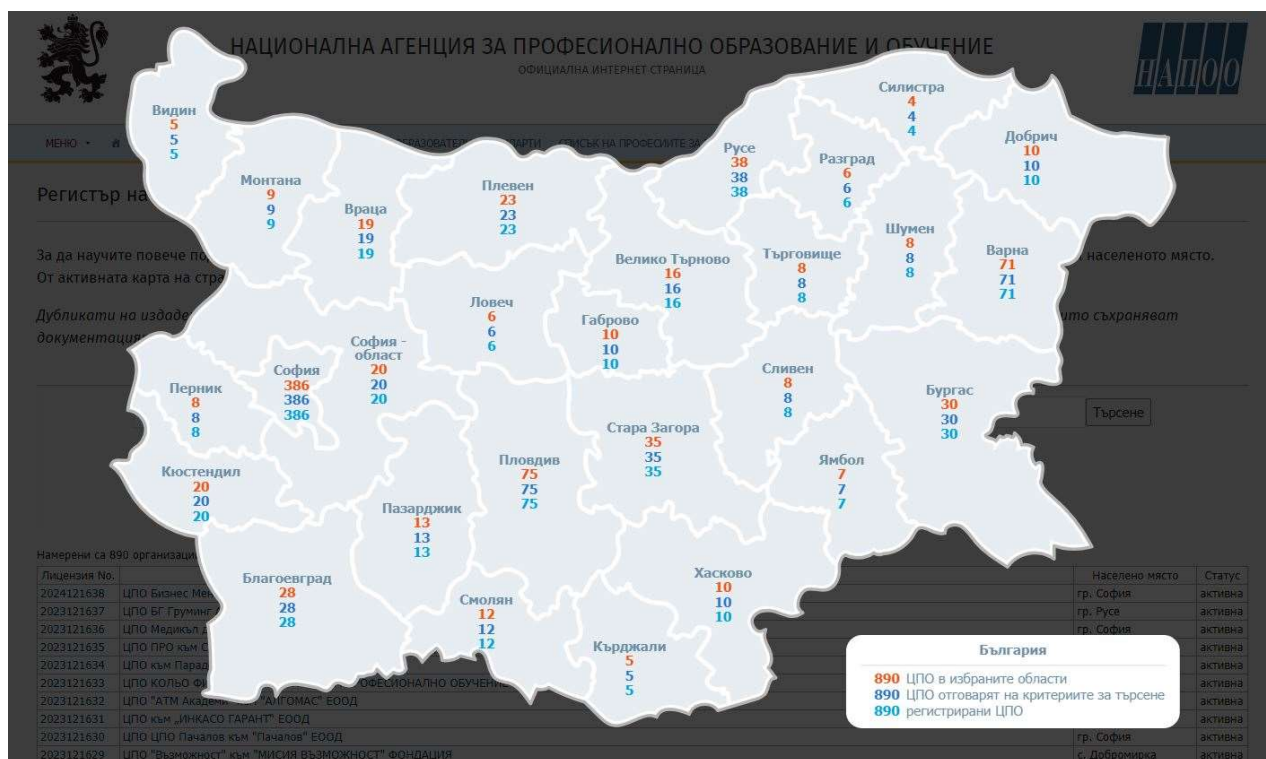 НАЦИОНАЛНА АГЕНЦИЯ ЗА ПРОФЕСИОНАЛНО ОБРАЗОВАНИЕ И ОБУЧЕНИЕ
ОФИЦИАЛНА ИНТЕРНЕТ СТРАНИЦА
НАПОО
МЕНЮ
СПИСЪК НА ПРОФЕСИИТЕ ЗА
Регистър на
За да научите повече по
населеното място.
От активната карта на стра
Дубликати на издаде
ито съхраняват
документация
Търсене
Видин
5
5
5
Силистра
4
4
4
Добрич
10
10
10
Русе
38
38
38
Разград
6
6
6
Монтана
9
9
9
Враца
19
19
19
Плевен
23
23
23
Шумен
8
8
8
Велико Търново
16
16
16
Търговище
8
8
8
Варна
71
71
71
Ловеч
6
6
6
Габрово
10
10
10
София -
област
20
20
20
София
386
386
386
Перник
8
8
8
Сливен
8
8
8
Бургас
30
30
30
Стара Загора
35
35
35
Кюстендил
20
20
20
Пловдив
75
75
75
Ямбол
7
7
7
Пазарджик
13
13
13
Благоевград
28
28
28
Смолян
12
12
12
Хасково
10
10
10
Кърджали
5
5
5
България
890 ЦПО в избраните области
890 ЦПО отговарят на критериите за търсене
890 регистрирани ЦПО
Намерени са 890 организации
Лицензия No. Населено място Статус
2024121638 ЦПО Бизнес гр. София активна
2023121637 ЦПО БГ Груминг гр. Русе активна
2023121636 ЦПО Медикъл гр. София активна
2023121635 ЦПО ПРО към активна
2023121634 ЦПО към активна
2023121633 ЦПО КОЛЬО активна
2023121632 ЦПО "АТМ "АНГОМАС" ЕООД активна
2023121631 ЦПО към „ИНКАСО ГАРАНТ" ЕООД активна
2023121630 ЦПО ЦПО Пачалов към "Пачалов" ЕООД гр. София активна
2023121629 ЦПО "Възможност" към "МИСИЯ ВЪЗМОЖНОСТ" ФОНДАЦИЯ с. Добромирка активна